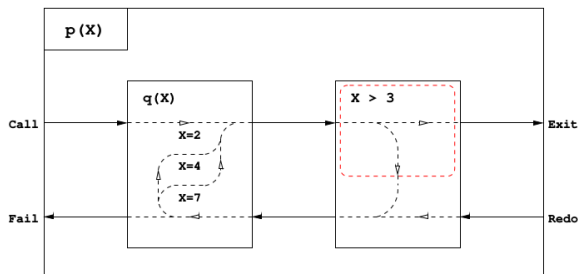 p(X)
q(X)
X > 3
Call
X=2
Exit
X=4
X=7
Fail
Redo